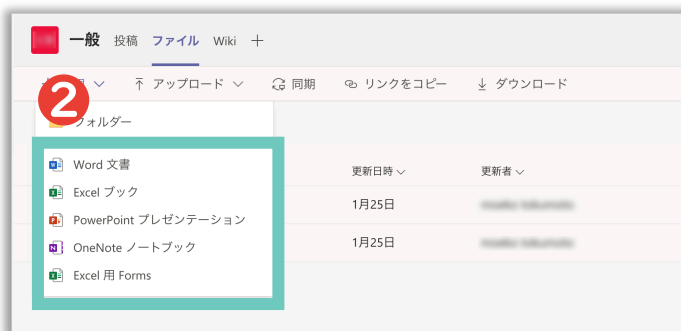 一般 投稿 ファイル Wiki
アップロード 同期 リンクをコピー ダウンロード
2
フォルダー
Word 文書
Excel ブック
PowerPoint プレゼンテーション
OneNote ノートブック
Excel 用 Forms
更新日時 更新者
1月25日
1月25日